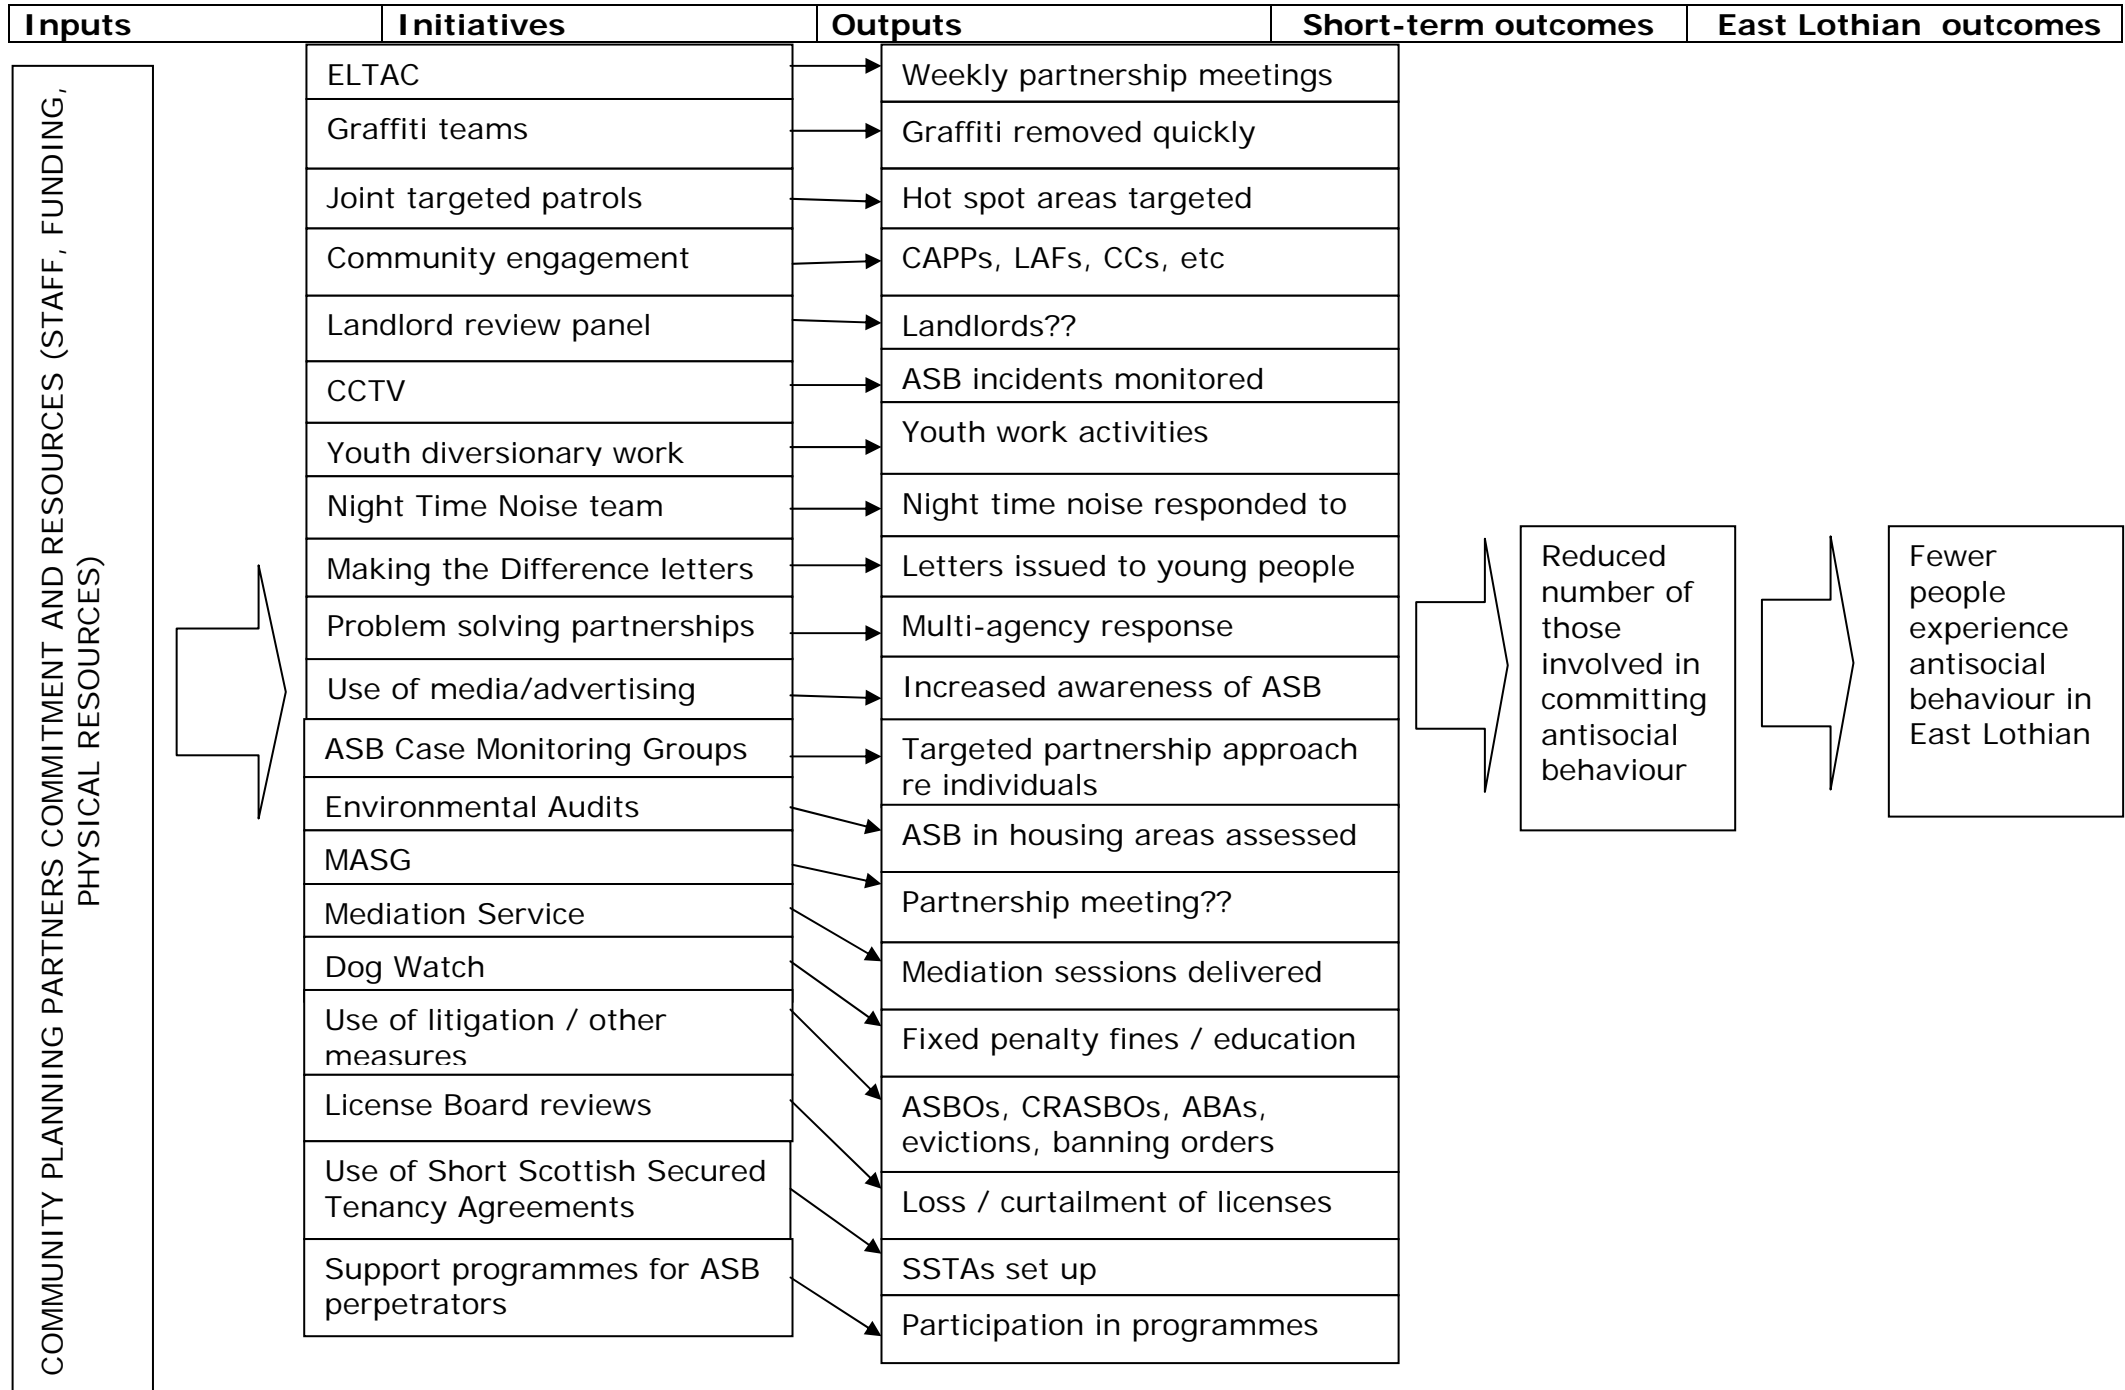 Inputs
Initiatives
Outputs
Short-term outcomes
East Lothian outcomes
COMMUNITY PLANNING PARTNERS COMMITMENT AND RESOURCES (STAFF, FUNDING,
PHYSICAL RESOURCES)
ELTAC
Graffiti teams
Joint targeted patrols
Community engagement
Landlord review panel
CCTV
Youth diversionary work
Night Time Noise team
Making the Difference letters
Problem solving partnerships
Use of media/advertising
ASB Case Monitoring Groups
Environmental Audits
MASG
Mediation Service
Dog Watch
Use of litigation / other
measures
License Board reviews
Use of Short Scottish Secured
Tenancy Agreements
Support programmes for ASB
perpetrators
Weekly partnership meetings
Graffiti removed quickly
Hot spot areas targeted
CAPPs, LAFs, CCs, etc
Landlords??
ASB incidents monitored
Youth work activities
Night time noise responded to
Letters issued to young people
Multi-agency response
Increased awareness of ASB
Targeted partnership approach
re individuals
ASB in housing areas assessed
Partnership meeting??
Mediation sessions delivered
Fixed penalty fines / education
ASBOs, CRASBOs, ABAs,
evictions, banning orders
Loss / curtailment of licenses
SSTAs set up
Participation in programmes
Reduced
number of
those
involved in
committing
antisocial
behaviour
Fewer
people
experience
antisocial
behaviour in
East Lothian